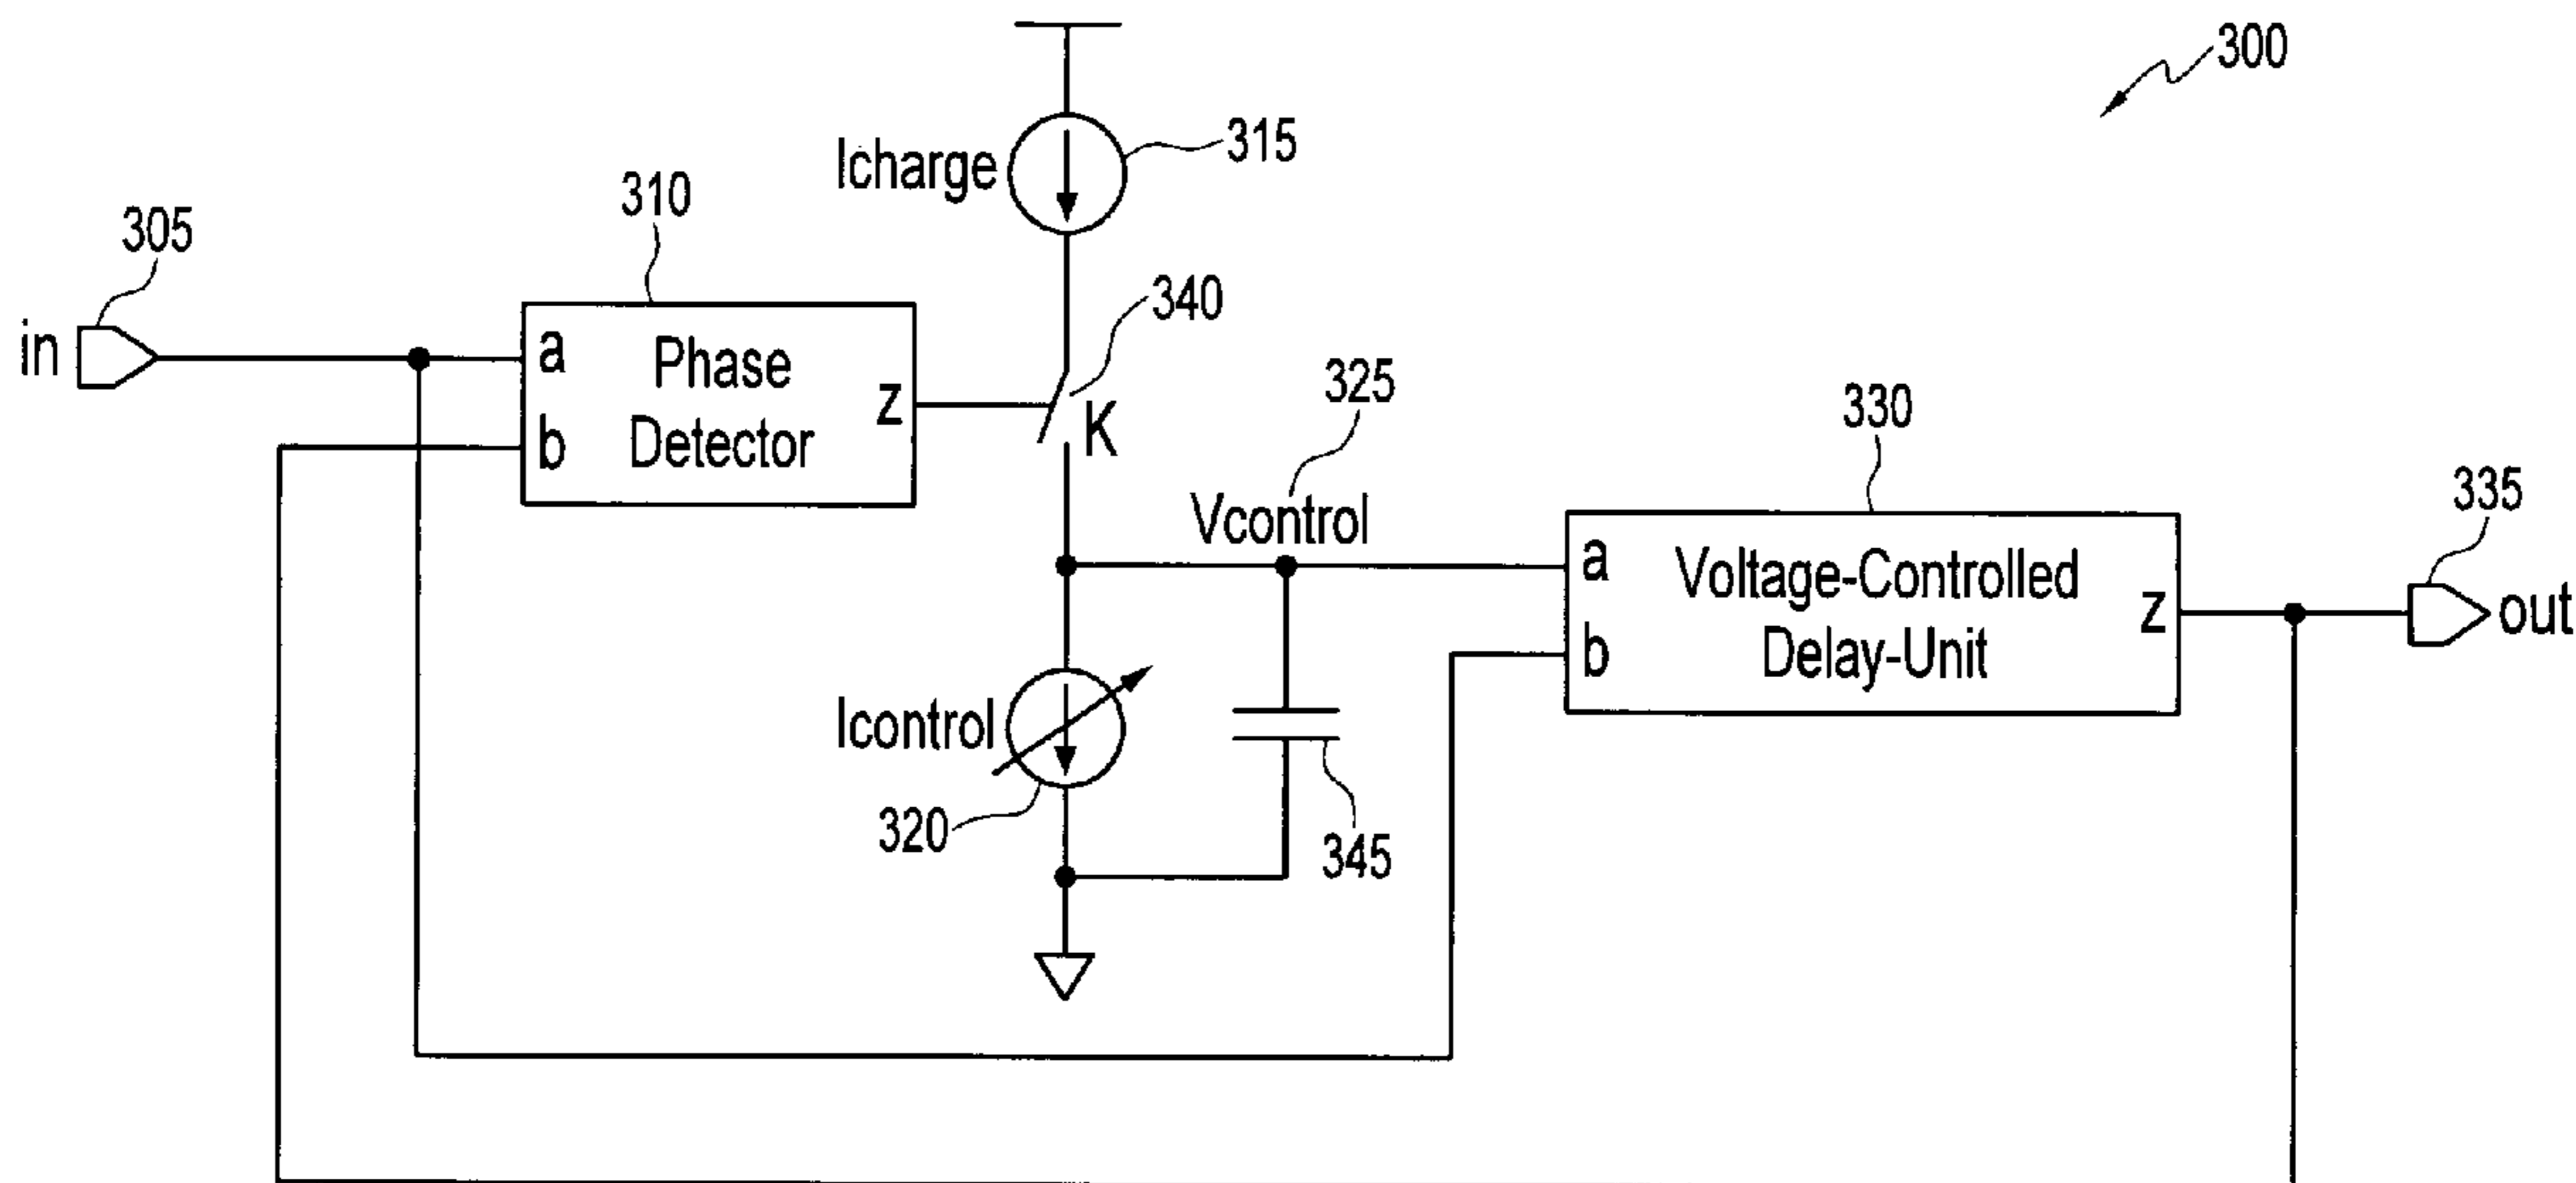 300
315
Icharge
310
305
340
in
a
Phase
Detector
b
z
K
325
Vcontrol
330
335
a
Voltage-Controlled
Delay-Unit
b
z
out
Icontrol
320
345